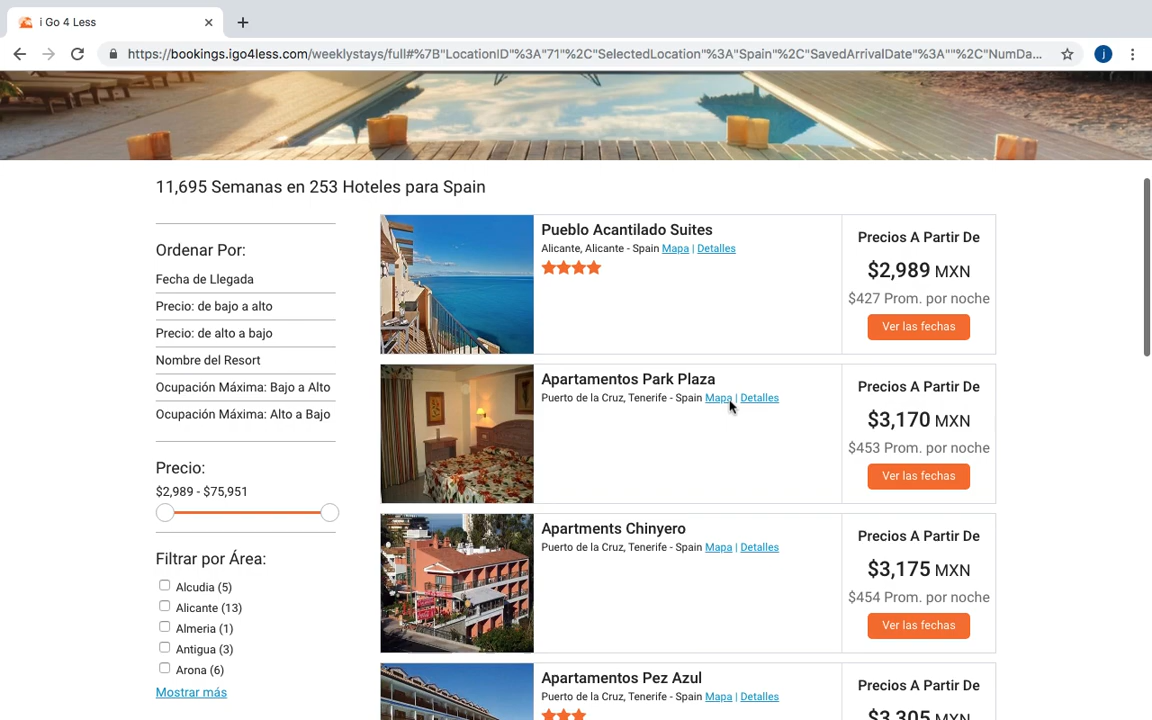 i Go 4 Less
https://bookings.igo4less.com/weeklystays/full#%7B"LocationID"%3A"71"%2C"SelectedLocation"%3A"Spain"%2C"SavedArrivalDate"%3A""%2C"NumDa...
j
11,695 Semanas en 253 Hoteles para Spain
Ordenar Por:
Fecha de Llegada
Precio: de bajo a alto
Precio: de alto a bajo
Nombre del Resort
Ocupación Máxima: Bajo a Alto
Ocupación Máxima: Alto a Bajo
Precio:
$2,989 - $75,951
Filtrar por Área:
Alcudia (5)
Alicante (13)
Almeria (1)
Antigua (3)
Arona (6)
Mostrar más
Pueblo Acantilado Suites
Alicante, Alicante - Spain Mapa | Detalles
Precios A Partir De
$2,989 MXN
$427 Prom. por noche
Ver las fechas
Apartamentos Park Plaza
Puerto de la Cruz, Tenerife - Spain Mapa | Detalles
Precios A Partir De
$3,170 MXN
$453 Prom. por noche
Ver las fechas
Apartments Chinyero
Puerto de la Cruz, Tenerife - Spain Mapa | Detalles
Precios A Partir De
$3,175 MXN
$454 Prom. por noche
Ver las fechas
Apartamentos Pez Azul
Puerto de la Cruz, Tenerife - Spain Mapa | Detalles
Precios A Partir De
$3,305 MXN